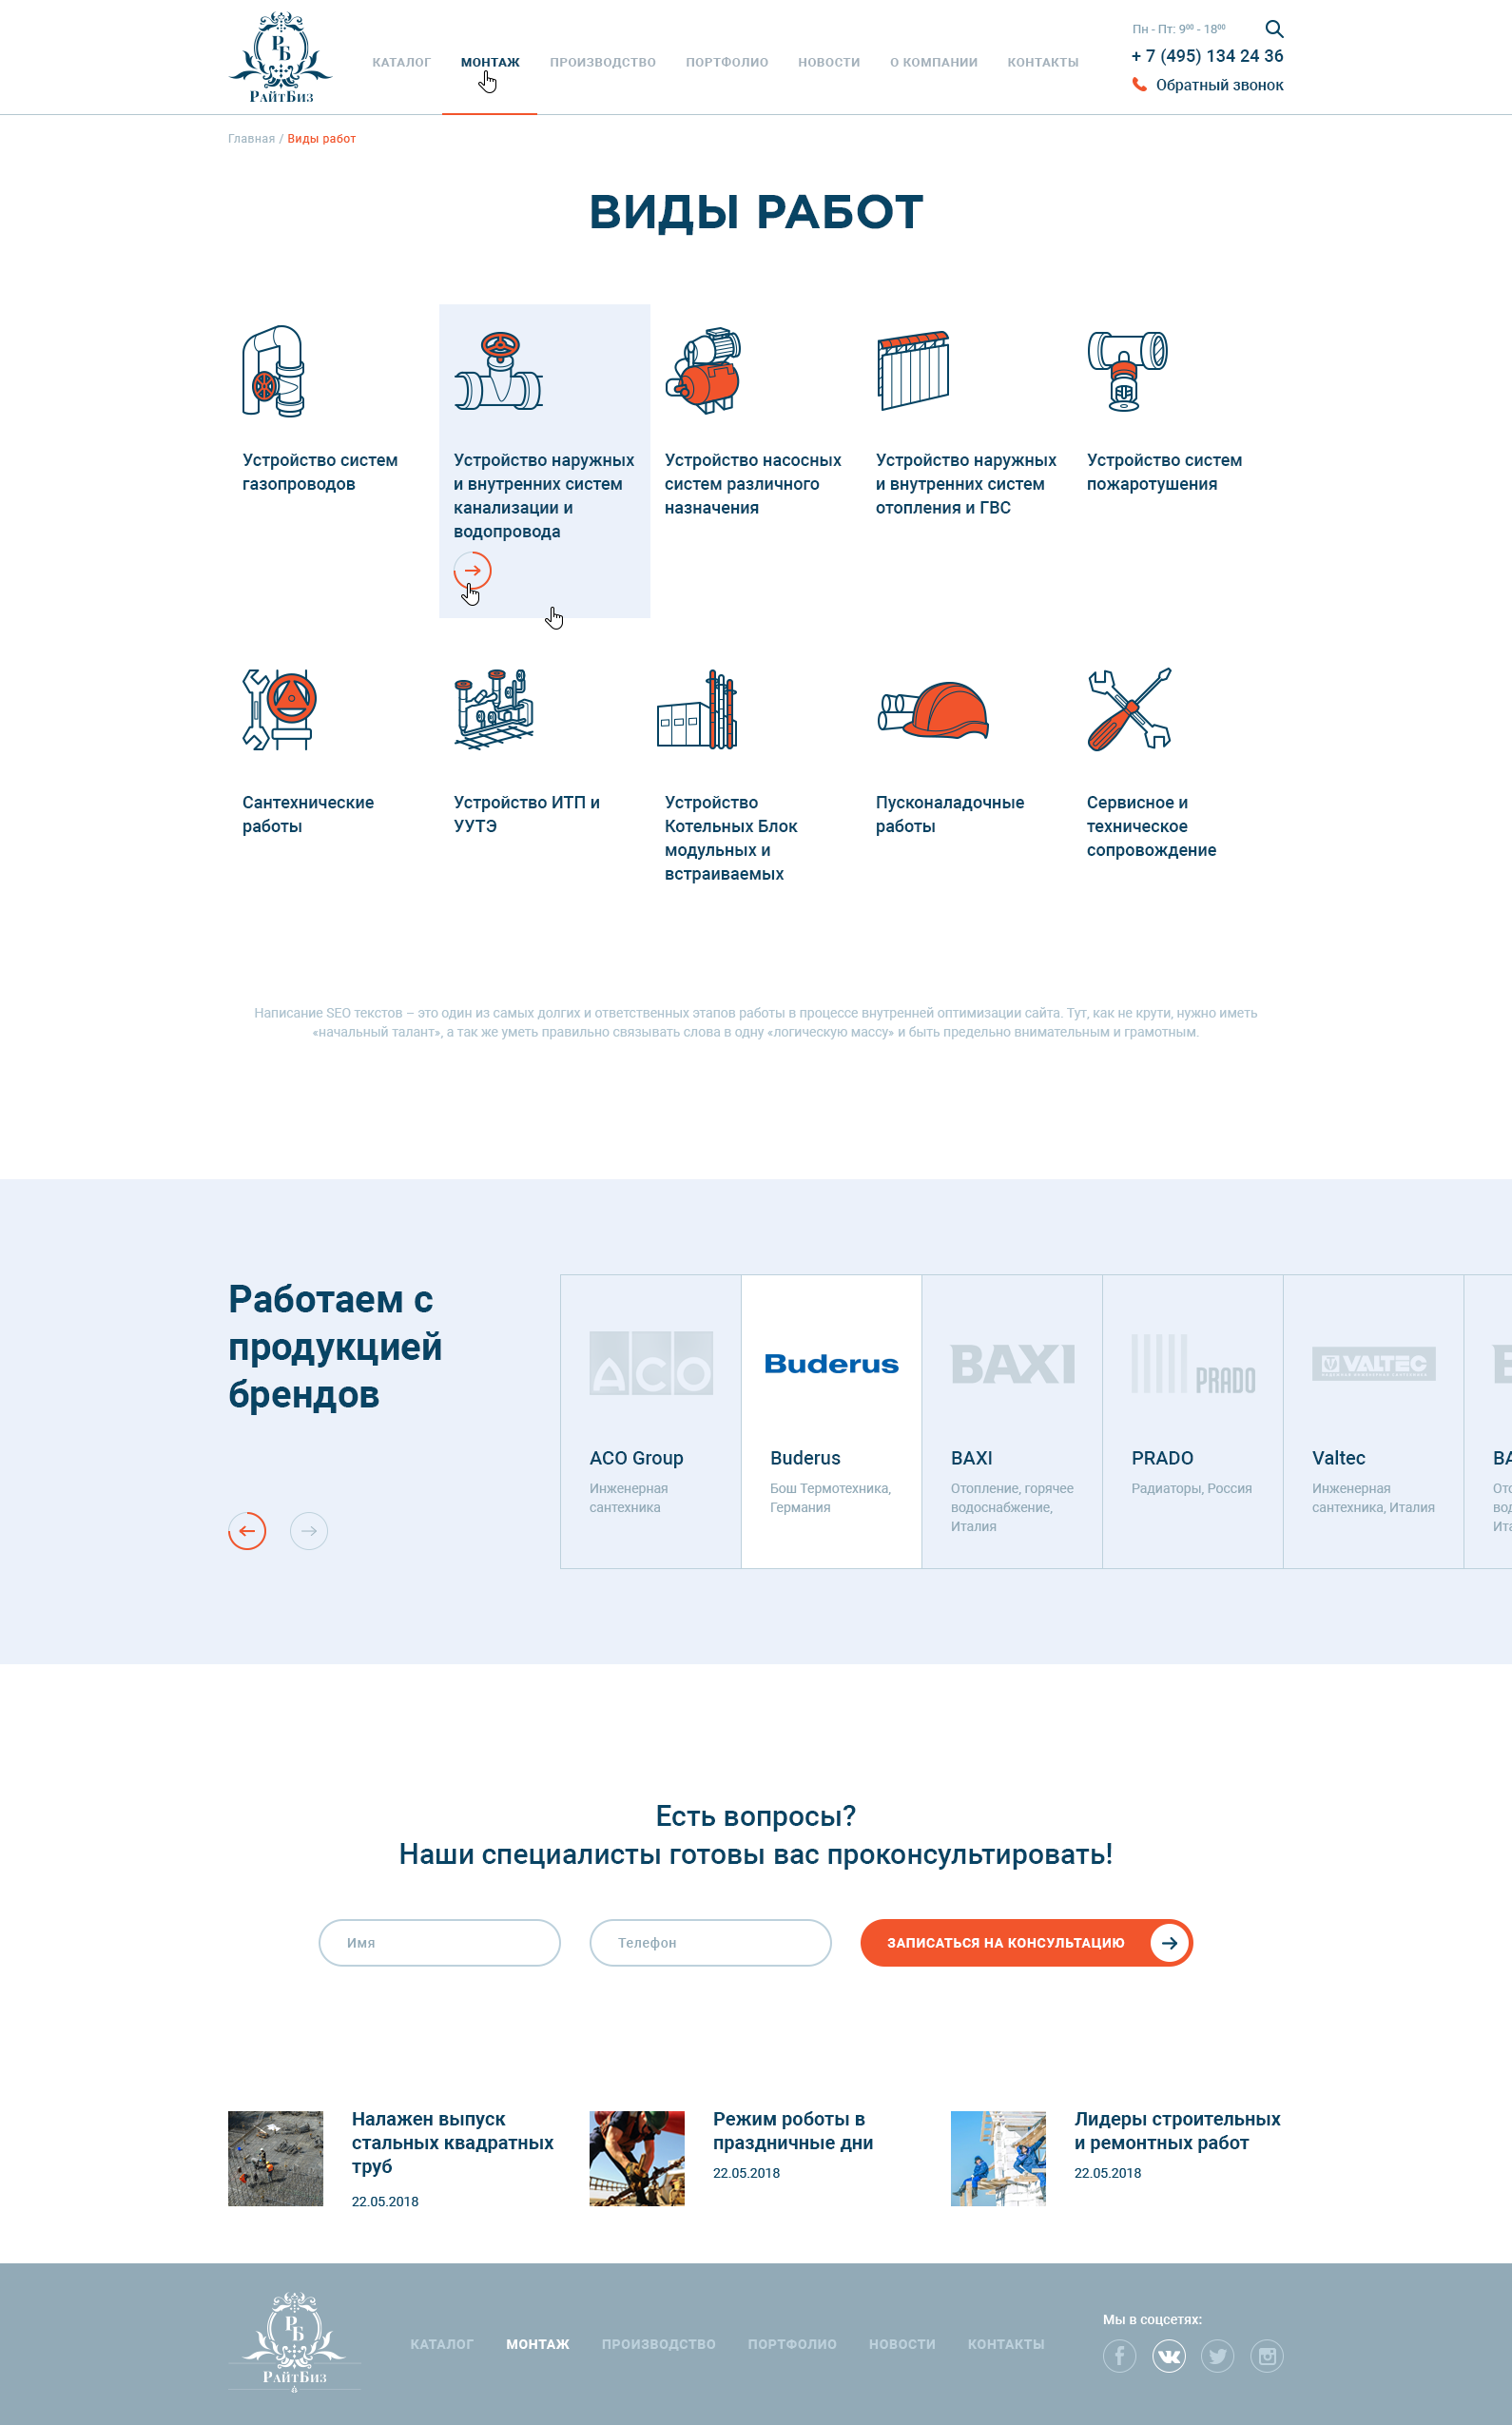 РБ
РайтБиз
КАТАЛОГ
МОНТАЖ
ПРОИЗВОДСТВО
ПОРТФОЛИО
НОВОСТИ
О КОМПАНИИ
КОНТАКТЫ
Пн - Пт: 9⁰⁰ - 18⁰⁰
+ 7 (495) 134 24 36
Обратный звонок
Главная / Виды работ
ВИДЫ РАБОТ
Устройство систем
газопроводов
Устройство наружных
и внутренних систем
канализации и
водопровода
Устройство насосных
систем различного
назначения
Устройство наружных
и внутренних систем
отопления и ГВС
Устройство систем
пожаротушения
Сантехнические
работы
Устройство ИТП и
УУТЭ
Устройство
Котельных Блок
модульных и
встраиваемых
Пусконаладочные
работы
Сервисное и
техническое
сопровождение
Написание SEO текстов – это один из самых долгих и ответственных этапов работы в процессе внутренней оптимизации сайта. Тут, как не крути, нужно иметь
«начальный талант», а так же уметь правильно связывать слова в одну «логическую массу» и быть предельно внимательным и грамотным.
Работаем с
продукцией
брендов
ACO
ACO Group
Инженерная
сантехника
Buderus
Buderus
Бош Термотехника,
Германия
BAXI
BAXI
Отопление, горячее
водоснабжение,
Италия
PRADO
PRADO
Радиаторы, Россия
VALTEC
Valtec
Инженерная
сантехника, Италия
BA
Ото
вод
Ита
Есть вопросы?
Наши специалисты готовы вас проконсультировать!
Имя
Телефон
ЗАПИСАТЬСЯ НА КОНСУЛЬТАЦИЮ
Налажен выпуск
стальных квадратных
труб
22.05.2018
Режим роботы в
праздничные дни
22.05.2018
Лидеры строительных
и ремонтных работ
22.05.2018
РБ
РайтБиз
КАТАЛОГ
МОНТАЖ
ПРОИЗВОДСТВО
ПОРТФОЛИО
НОВОСТИ
КОНТАКТЫ
Мы в соцсетях: